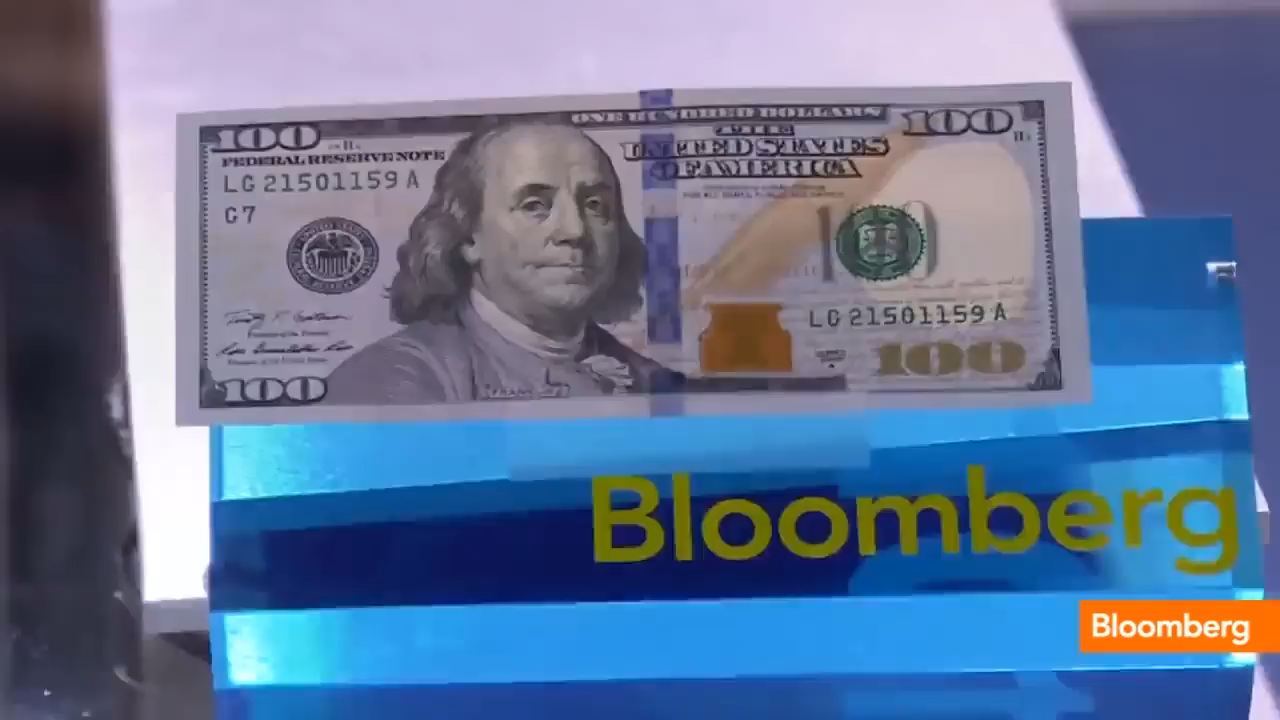 100
ONE HUNDRED DOLLARS
100
FEDERAL RESERVE NOTE
THE
UNITED STATES
OF AMERICA
LG 21501159 A
G7
LG 21501159 A
100
100
FRANKLIN
Bloomberg
Bloomberg